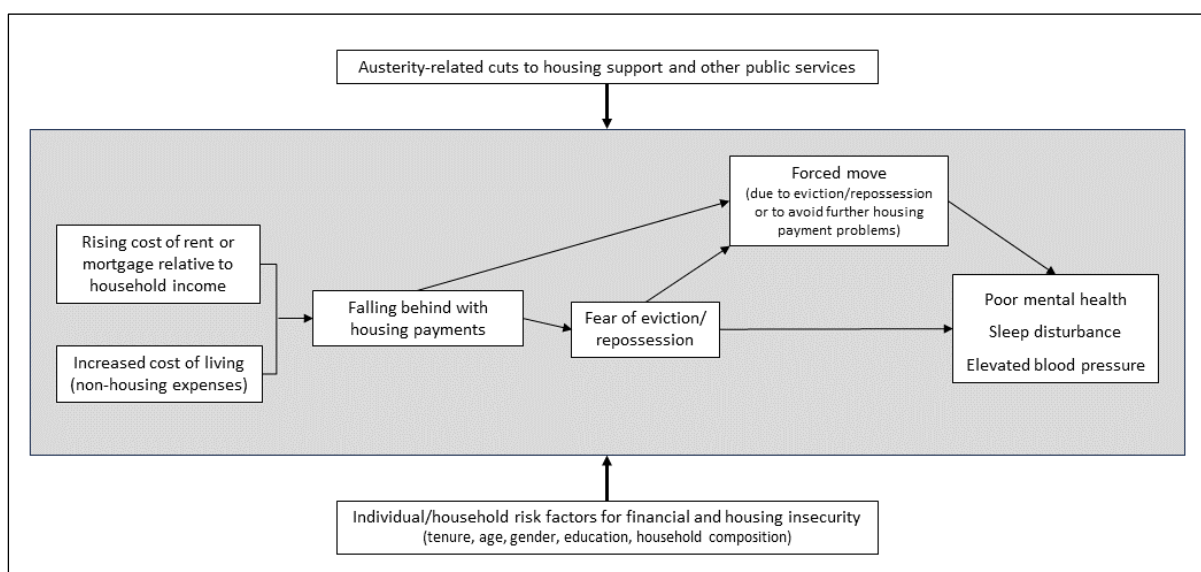 Austerity-related cuts to housing support and other public services
Forced move
(due to eviction/repossession
or to avoid further housing
payment problems)
Rising cost of rent or
mortgage relative to
household income
Falling behind with
housing payments
Fear of eviction/
repossession
Poor mental health
Sleep disturbance
Elevated blood pressure
Increased cost of living
(non-housing expenses)
Individual/household risk factors for financial and housing insecurity
(tenure, age, gender, education, household composition)